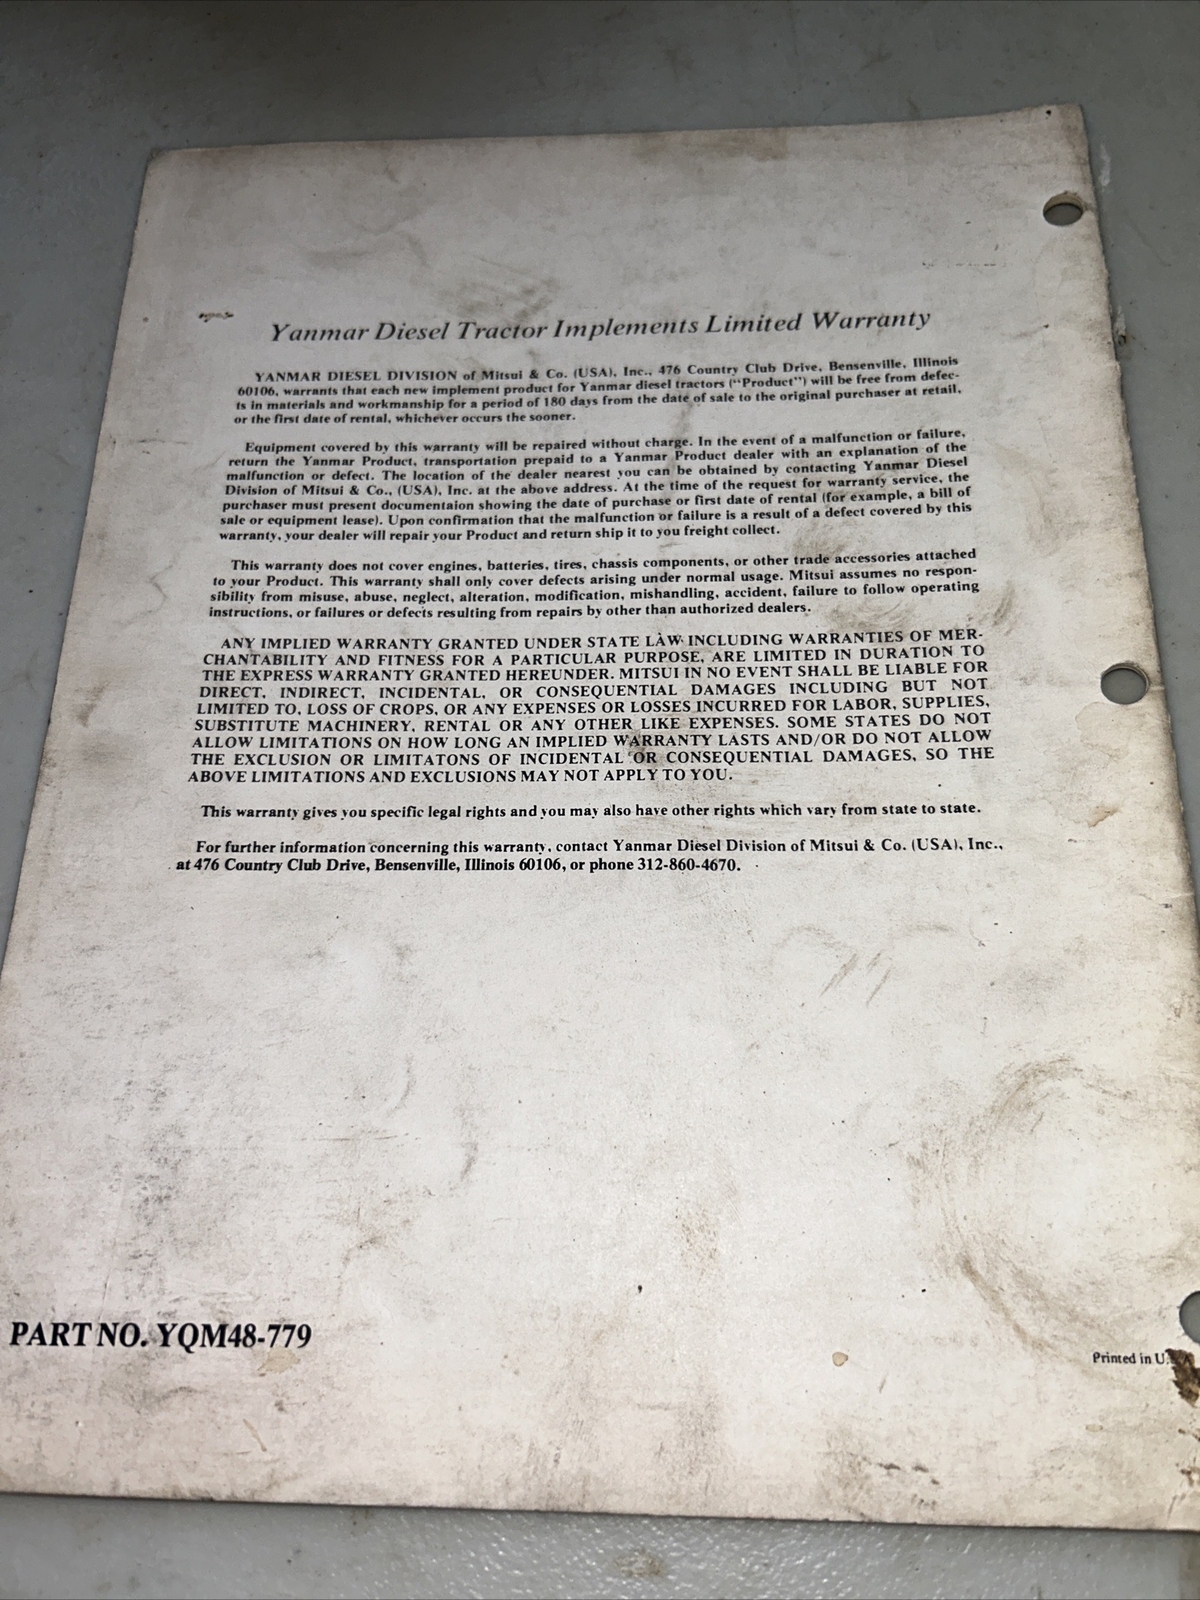 Yanmar Diesel Tractor Implements Limited Warranty
YANMAR DIESEL DIVISION of Mitsui & Co. (USA), Inc., 476 Country Club Drive, Bensenville, Illinois
60106, warrants that each new implement product for Yanmar diesel tractors (“Product”) will be free from defec-
ts in materials and workmanship for a period of 180 days from the date of sale to the original purchaser at retail,
or the first date of rental, whichever occurs the sooner.
Equipment covered by this warranty will be repaired without charge. In the event of a malfunction or failure,
return the Yanmar Product, transportation prepaid to a Yanmar Product dealer with an explanation of the
malfunction or defect. The location of the dealer nearest you can be obtained by contacting Yanmar Diesel
Division of Mitsui & Co., (USA), Inc. at the above address. At the time of the request for warranty service, the
purchaser must present documentaion showing the date of purchase or first date of rental (for example, a bill of
sale or equipment lease). Upon confirmation that the malfunction or failure is a result of a defect covered by this
warranty, your dealer will repair your Product and return ship it to you freight collect.
This warranty does not cover engines, batteries, tires, chassis components, or other trade accessories attached
to your Product. This warranty shall only cover defects arising under normal usage. Mitsui assumes no respon-
sibility from misuse, abuse, neglect, alteration, modification, mishandling, accident, failure to follow operating
instructions, or failures or defects resulting from repairs by other than authorized dealers.
ANY IMPLIED WARRANTY GRANTED UNDER STATE LAW INCLUDING WARRANTIES OF MER-
CHANTABILITY AND FITNESS FOR A PARTICULAR PURPOSE, ARE LIMITED IN DURATION TO
THE EXPRESS WARRANTY GRANTED HEREUNDER. MITSUI IN NO EVENT SHALL BE LIABLE FOR
DIRECT, INDIRECT, INCIDENTAL, OR CONSEQUENTIAL DAMAGES INCLUDING BUT NOT
LIMITED TO, LOSS OF CROPS, OR ANY EXPENSES OR LOSSES INCURRED FOR LABOR, SUPPLIES,
SUBSTITUTE MACHINERY, RENTAL OR ANY OTHER LIKE EXPENSES. SOME STATES DO NOT
ALLOW LIMITATIONS ON HOW LONG AN IMPLIED WARRANTY LASTS AND/OR DO NOT ALLOW
THE EXCLUSION OR LIMITATONS OF INCIDENTAL OR CONSEQUENTIAL DAMAGES, SO THE
ABOVE LIMITATIONS AND EXCLUSIONS MAY NOT APPLY TO YOU.
This warranty gives you specific legal rights and you may also have other rights which vary from state to state.
For further information concerning this warranty, contact Yanmar Diesel Division of Mitsui & Co. (USA), Inc.,
at 476 Country Club Drive, Bensenville, Illinois 60106, or phone 312-860-4670.
PART NO. YQM48-779
Printed in U.